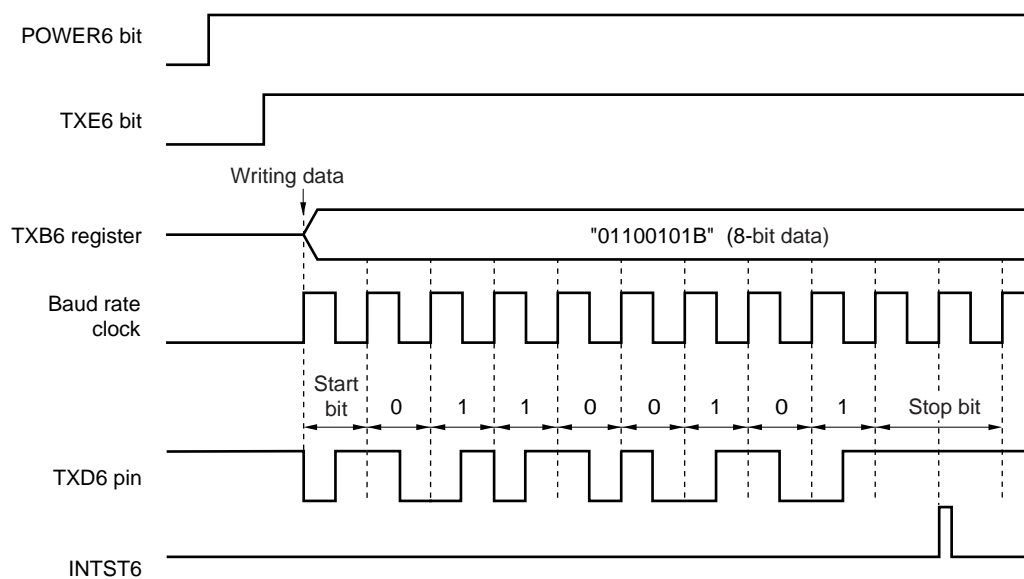 POWER6 bit
TXE6 bit
Writing data
TXB6 register
"01100101B" (8-bit data)
Baud rate
clock
Start
bit
0 1 1 0 0 1 0 1
Stop bit
TXD6 pin
INTST6